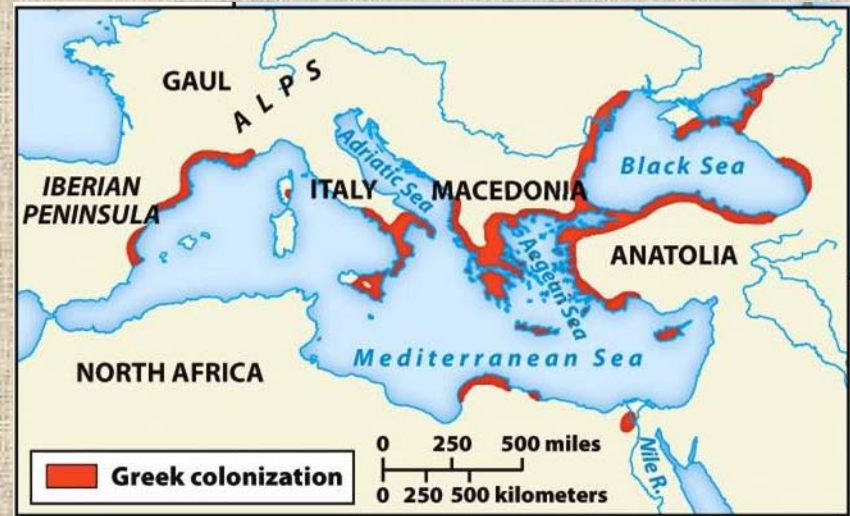 GAUL
ALPS
Adriatic Sea
Black Sea
IBERIAN
PENINSULA
ITALY
MACEDONIA
Aegean Sea
ANATOLIA
Mediterranean Sea
NORTH AFRICA
Nile R.
Greek colonization
0 250 500 miles
0 250 500 kilometers